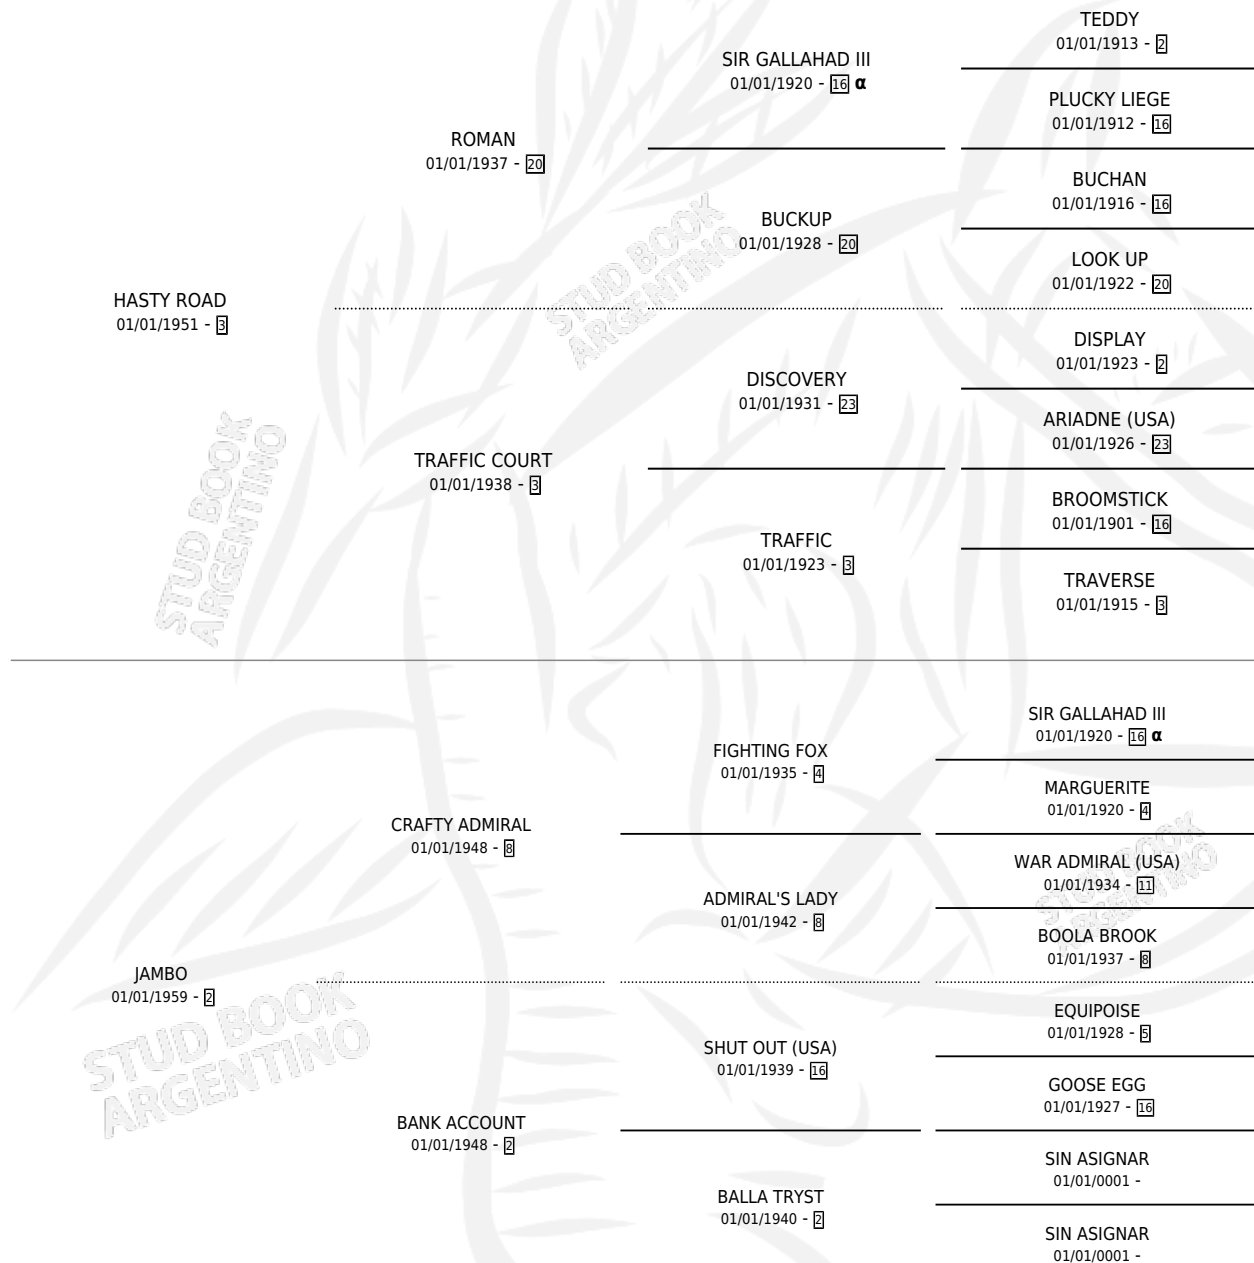 TEDDY
01/01/1913 - 2
SIR GALLAHAD III
01/01/1920 - 16 α
PLUCKY LIEGE
01/01/1912 - 16
ROMAN
01/01/1937 - 20
BUCHAN
01/01/1916 - 16
BUCKUP
01/01/1928 - 20
LOOK UP
01/01/1922 - 20
HASTY ROAD
01/01/1951 - 3
DISPLAY
01/01/1923 - 2
DISCOVERY
01/01/1931 - 23
ARIADNE (USA)
01/01/1926 - 23
TRAFFIC COURT
01/01/1938 - 3
BROOMSTICK
01/01/1901 - 16
TRAFFIC
01/01/1923 - 3
TRAVERSE
01/01/1915 - 3
SIR GALLAHAD III
01/01/1920 - 16 α
FIGHTING FOX
01/01/1935 - 4
MARGUERITE
01/01/1920 - 4
CRAFTY ADMIRAL
01/01/1948 - 8
WAR ADMIRAL (USA)
01/01/1934 - 11
ADMIRAL'S LADY
01/01/1942 - 8
BOOLA BROOK
01/01/1937 - 8
JAMBO
01/01/1959 - 2
EQUIPOISE
01/01/1928 - 5
SHUT OUT (USA)
01/01/1939 - 16
GOOSE EGG
01/01/1927 - 16
BANK ACCOUNT
01/01/1948 - 2
SIN ASIGNAR
01/01/0001 -
BALLA TRYST
01/01/1940 - 2
SIN ASIGNAR
01/01/0001 -
STUD BOOK
ARGENTINO
STUD BOOK
ARGENTINO
STUD BOOK
ARGENTINO
STUD BOOK
ARGENTINO